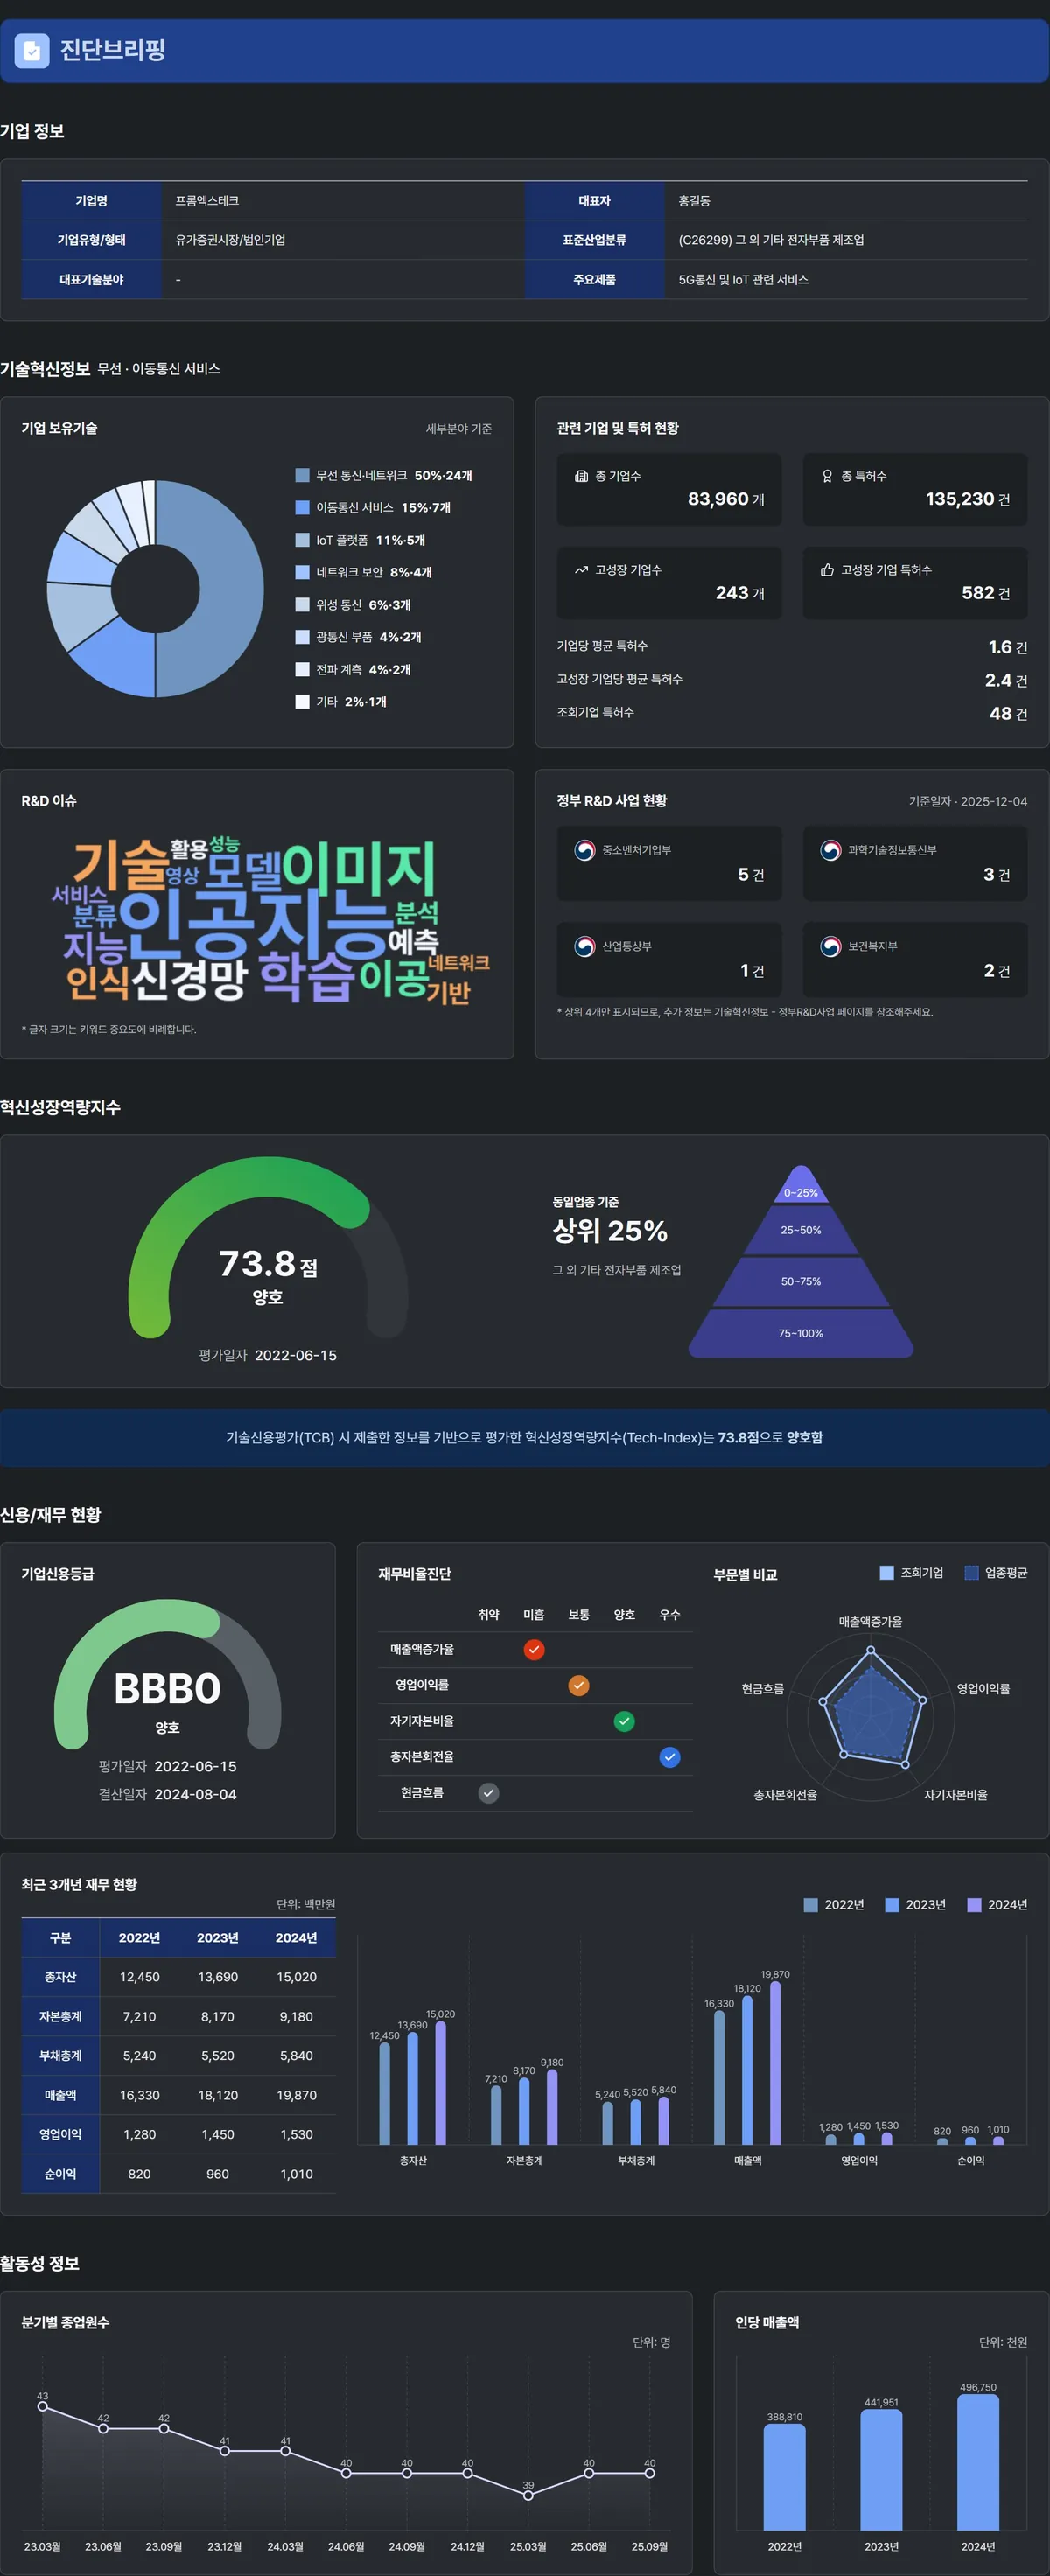 진단브리핑
기업 정보
기업명 프롬엑스테크 대표자 홍길동
기업유형/형태 유가증권시장/법인기업 표준산업분류 (C26299) 그 외 기타 전자부품 제조업
대표기술분야 - 주요제품 5G통신 및 IoT 관련 서비스
기술혁신정보 무선 · 이동통신 서비스
기업 보유기술 세부분야 기준
무선 통신·네트워크 50%·24개
이동통신 서비스 15%·7개
IoT 플랫폼 11%·5개
네트워크 보안 8%·4개
위성 통신 6%·3개
광통신 부품 4%·2개
전파 계측 4%·2개
기타 2%·1개
관련 기업 및 특허 현황
총 기업수
83,960 개
총 특허수
135,230 건
고성장 기업수
243 개
고성장 기업 특허수
582 건
기업당 평균 특허수 1.6 건
고성장 기업당 평균 특허수 2.4 건
조회기업 특허수 48 건
R&D 이슈
기술 활용 성능
영상 모델 이미지
서비스
분류 인공지능 분석
지능 예측
네트워크
인식 신경망 학습 이공 기반
* 글자 크기는 키워드 중요도에 비례합니다.
정부 R&D 사업 현황 기준일자 · 2025-12-04
중소벤처기업부
5 건
과학기술정보통신부
3 건
산업통상부
1 건
보건복지부
2 건
* 상위 4개만 표시되므로, 추가 정보는 기술혁신정보 - 정부R&D사업 페이지를 참조해주세요.
혁신성장역량지수
73.8 점
양호
평가일자 2022-06-15
동일업종 기준
상위 25%
그 외 기타 전자부품 제조업
0~25%
25~50%
50~75%
75~100%
기술신용평가(TCB) 시 제출한 정보를 기반으로 평가한 혁신성장역량지수(Tech-Index)는 73.8점으로 양호함
신용/재무 현황
기업신용등급
BBB0
양호
평가일자 2022-06-15
결산일자 2024-08-04
재무비율진단
취약 미흡 보통 양호 우수
매출액증가율
영업이익률
자기자본비율
총자본회전율
현금흐름
부문별 비교 조회기업 업종평균
매출액증가율
현금흐름 영업이익률
총자본회전율 자기자본비율
최근 3개년 재무 현황
단위: 백만원
구분 2022년 2023년 2024년
총자산 12,450 13,690 15,020
자본총계 7,210 8,170 9,180
부채총계 5,240 5,520 5,840
매출액 16,330 18,120 19,870
영업이익 1,280 1,450 1,530
순이익 820 960 1,010
2022년 2023년 2024년
12,450 13,690 15,020
7,210 8,170 9,180
5,240 5,520 5,840
16,330 18,120 19,870
1,280 1,450 1,530
820 960 1,010
총자산 자본총계 부채총계 매출액 영업이익 순이익
활동성 정보
분기별 종업원수
단위: 명
43 42 42 41 41 40 40 40 39 40 40
23.03월 23.06월 23.09월 23.12월 24.03월 24.06월 24.09월 24.12월 25.03월 25.06월 25.09월
인당 매출액
단위: 천원
388,810 441,951 496,750
2022년 2023년 2024년